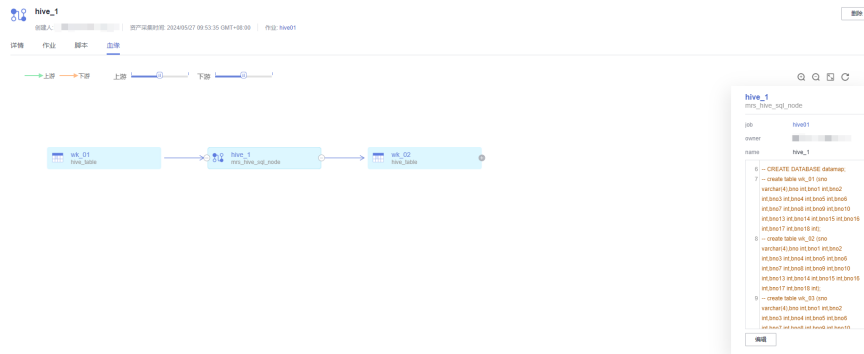 hive_1
删除
创建人:
资产采集时间: 2024/05/27 09:53:35 GMT+08:00
作业: hive01
详情 作业 脚本 血缘
上游 下游 上游 下游
hive_1
mrs_hive_sql_node
job hive01
owner
name hive_1
wk_01
hive_table
hive_1
mrs_hive_sql_node
wk_02
hive_table
6 -- CREATE DATABASE datamap;
7 -- create table wk_01 (sno
varchar(4),bno int,bno1 int,bno2
int,bno3 int,bno4 int,bno5 int,bno6
int,bno7 int,bno8 int,bno9 int,bno10
int,bno13 int,bno14 int,bno15 int,bno16
int,bno17 int,bno18 int);
8 -- create table wk_02 (sno
varchar(4),bno int,bno1 int,bno2
int,bno3 int,bno4 int,bno5 int,bno6
int,bno7 int,bno8 int,bno9 int,bno10
int,bno13 int,bno14 int,bno15 int,bno16
int,bno17 int,bno18 int);
9 -- create table wk_03 (sno
varchar(4),bno int,bno1 int,bno2
int,bno3 int,bno4 int,bno5 int,bno6
int,bno7 int,bno8 int,bno9 int,bno10
编辑